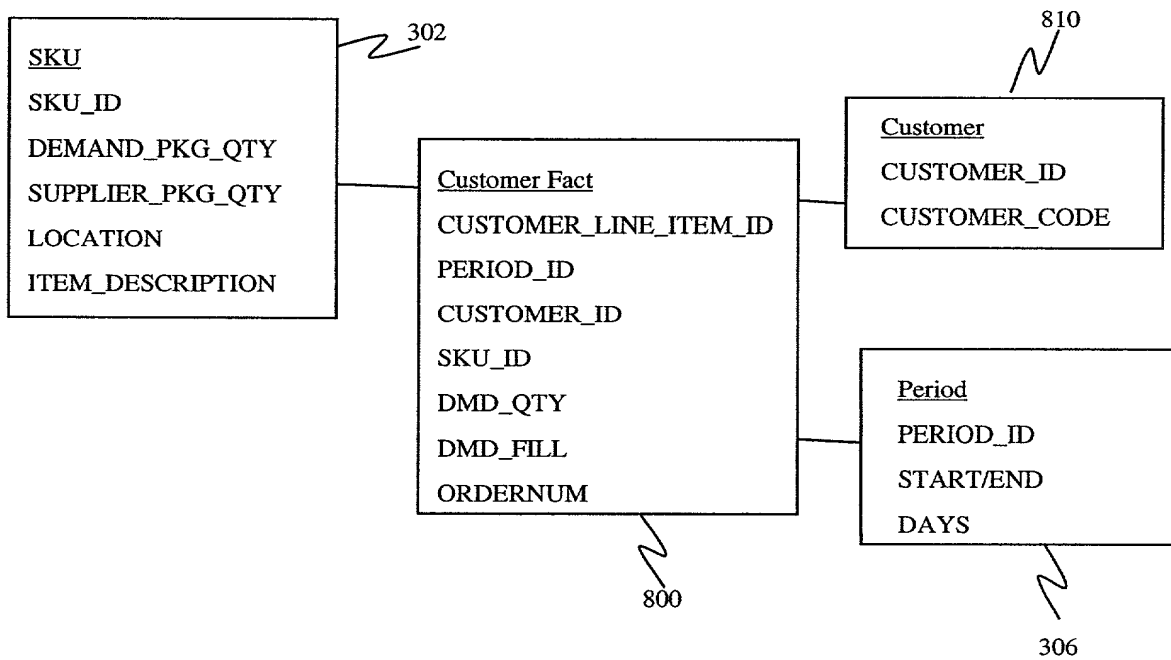 302
SKU
SKU_ID
DEMAND_PKG_QTY
SUPPLIER_PKG_QTY
LOCATION
ITEM_DESCRIPTION
Customer Fact
CUSTOMER_LINE_ITEM_ID
PERIOD_ID
CUSTOMER_ID
SKU_ID
DMD_QTY
DMD_FILL
ORDERNUM
800
810
Customer
CUSTOMER_ID
CUSTOMER_CODE
Period
PERIOD_ID
START/END
DAYS
306